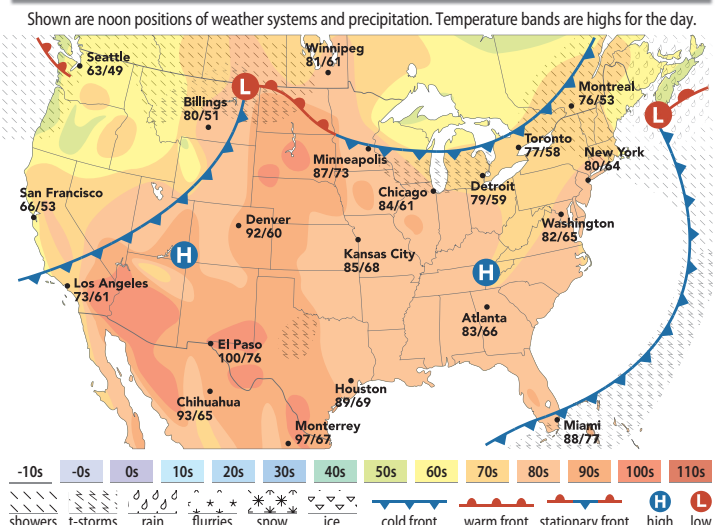 Shown are noon positions of weather systems and precipitation. Temperature bands are highs for the day.
Seattle
63/49
Winnipeg
81/61
L
Billings
80/51
Montreal
76/53
L
Toronto
77/58
New York
80/64
Minneapolis
87/73
Chicago
84/61
Detroit
79/59
San Francisco
66/53
Denver
92/60
Washington
82/65
H
Kansas City
85/68
H
Los Angeles
73/61
Atlanta
83/66
El Paso
100/76
Houston
89/69
Chihuahua
93/65
Monterrey
97/67
Miami
88/77
-10s -0s 0s 10s 20s 30s 40s 50s 60s 70s 80s 90s 100s 110s
H L
showers t-storms rain flurries snow ice cold front warm front stationary front high low